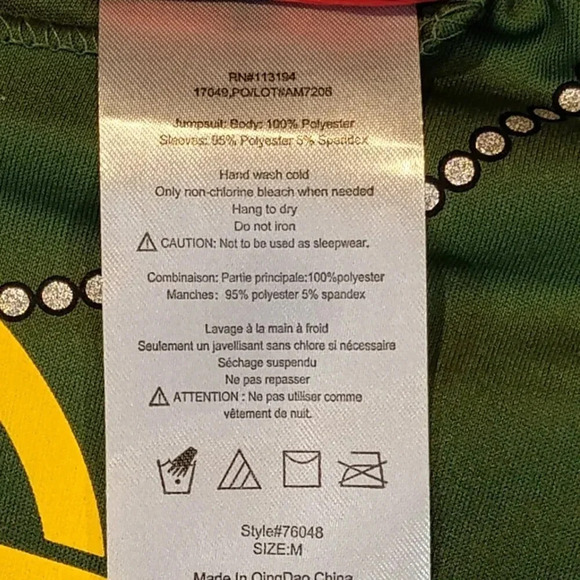 RN#113194
17049,PO/LOT#AM7206
Jumpsuit: Body: 100% Polyester
Sleeves: 95% Polyester 5% Spandex
Hand wash cold
Only non-chlorine bleach when needed
Hang to dry
Do not iron
CAUTION: Not to be used as sleepwear.
Combinaison: Partie principale:100%polyester
Manches: 95% polyester 5% spandex
Lavage à la main à froid
Seulement un javellisant sans chlore si nécessaire
Séchage suspendu
Ne pas repasser
ATTENTION : Ne pas utiliser comme
vêtement de nuit.
Style#76048
SIZE:M
Made In QingDao China